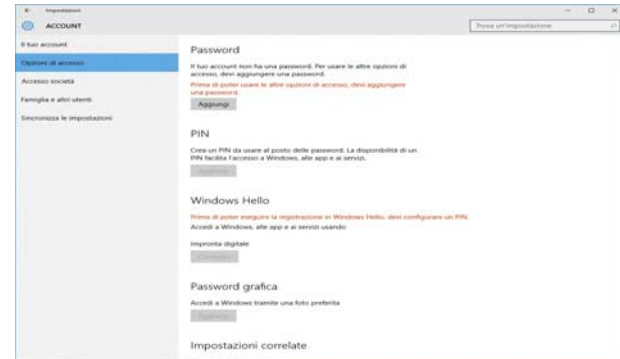 Impostazioni
ACCOUNT
Trova un'impostazione
Il tuo account
Opzioni di accesso
Accesso società
Famiglia e altri utenti
Sincronizza le impostazioni
Password
Il tuo account non ha una password. Per usare le altre opzioni di
accesso, devi aggiungere una password.
Prima di poter usare le altre opzioni di accesso, devi aggiungere
una password.
Aggiungi
PIN
Crea un PIN da usare al posto delle password. La disponibilità di un
PIN facilita l'accesso a Windows, alle app e ai servizi.
Aggiungi
Windows Hello
Prima di poter eseguire la registrazione in Windows Hello, devi configurare un PIN.
Accedi a Windows, alle app e ai servizi usando
Impronta digitale
Configura
Password grafica
Accedi a Windows tramite una foto preferita
Aggiungi
Impostazioni correlate